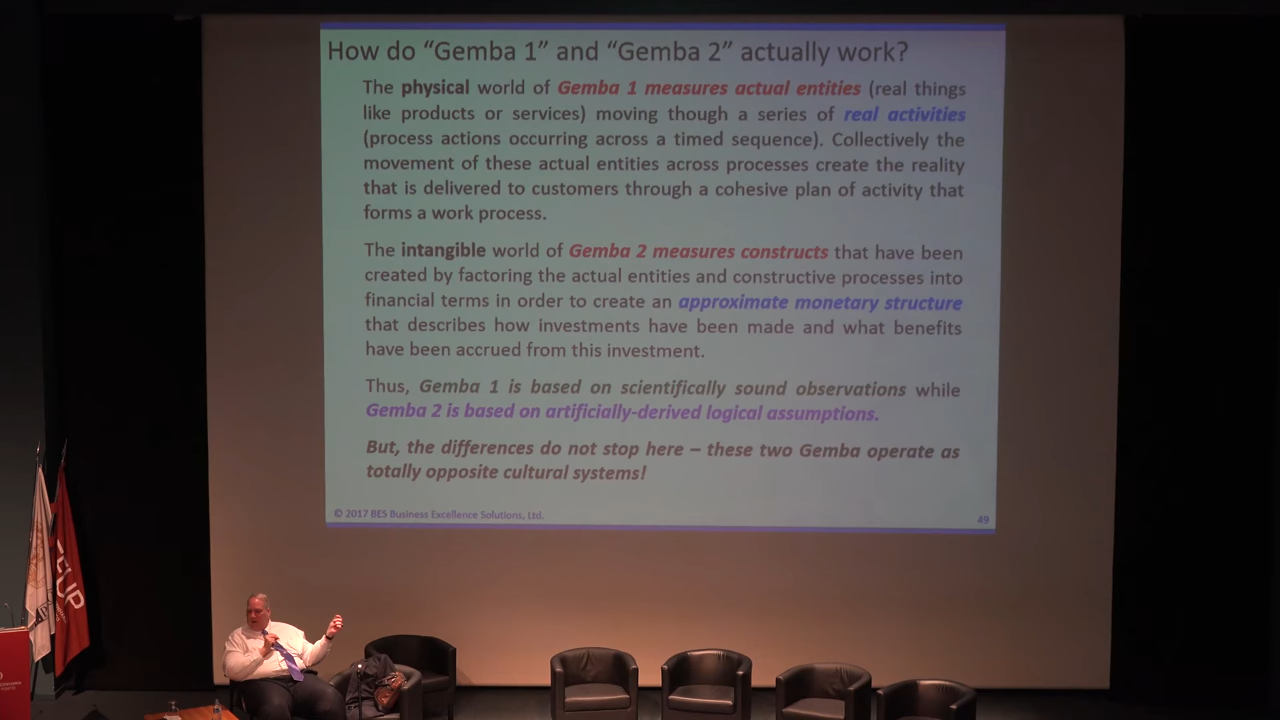 How do “Gemba 1” and “Gemba 2” actually work?
The physical world of Gemba 1 measures actual entities (real things
like products or services) moving though a series of real activities
(process actions occurring across a timed sequence). Collectively the
movement of these actual entities across processes create the reality
that is delivered to customers through a cohesive plan of activity that
forms a work process.
The intangible world of Gemba 2 measures constructs that have been
created by factoring the actual entities and constructive processes into
financial terms in order to create an approximate monetary structure
that describes how investments have been made and what benefits
have been accrued from this investment.
Thus, Gemba 1 is based on scientifically sound observations while
Gemba 2 is based on artificially-derived logical assumptions.
But, the differences do not stop here – these two Gemba operate as
totally opposite cultural systems!
© 2017 BES Business Excellence Solutions, Ltd.
49
FEUP